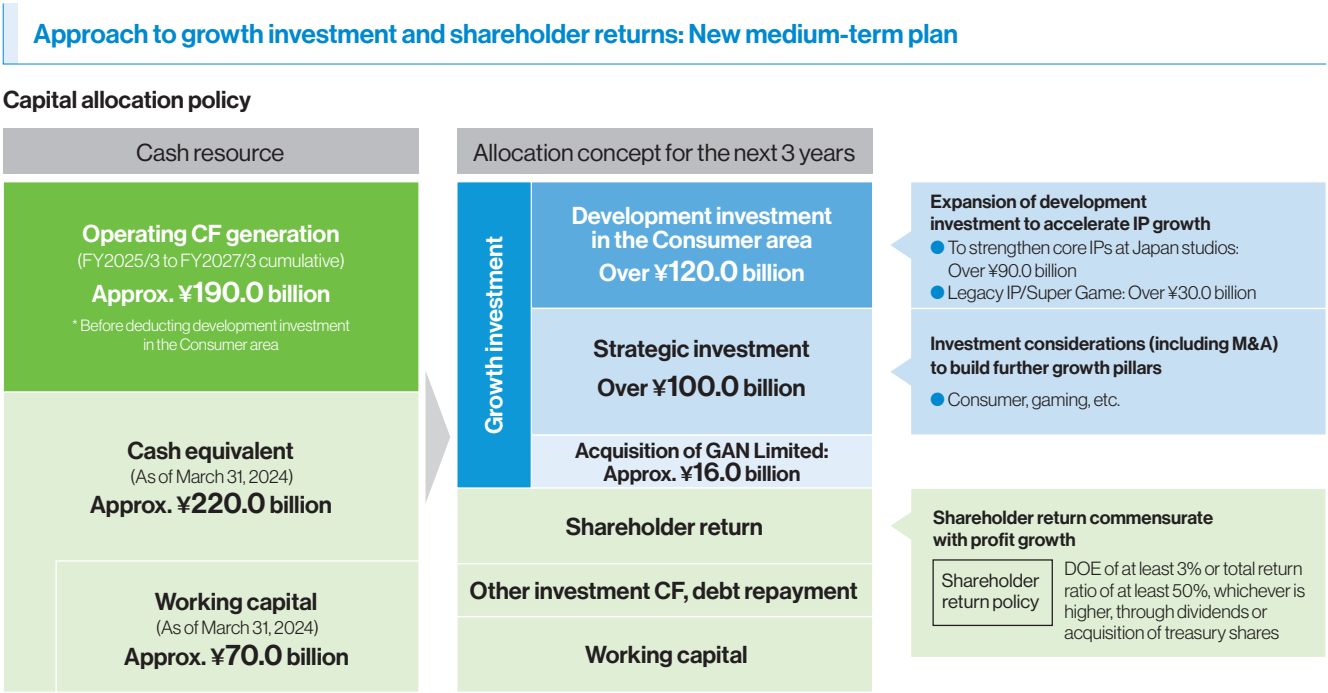 Approach to growth investment and shareholder returns: New medium-term plan
Capital allocation policy
Cash resource
Operating CF generation
(FY2025/3 to FY2027/3 cumulative)
Approx. ¥190.0 billion
* Before deducting development investment
in the Consumer area
Cash equivalent
(As of March 31, 2024)
Approx. ¥220.0 billion
Working capital
(As of March 31, 2024)
Approx. ¥70.0 billion
Allocation concept for the next 3 years
Growth investment
Development investment
in the Consumer area
Over ¥120.0 billion
Strategic investment
Over ¥100.0 billion
Acquisition of GAN Limited:
Approx. ¥16.0 billion
Shareholder return
Other investment CF, debt repayment
Working capital
Expansion of development
investment to accelerate IP growth
● To strengthen core IPs at Japan studios:
Over ¥90.0 billion
● Legacy IP/Super Game: Over ¥30.0 billion
Investment considerations (including M&A)
to build further growth pillars
● Consumer, gaming, etc.
Shareholder return commensurate
with profit growth
Shareholder
return policy
DOE of at least 3% or total return
ratio of at least 50%, whichever is
higher, through dividends or
acquisition of treasury shares